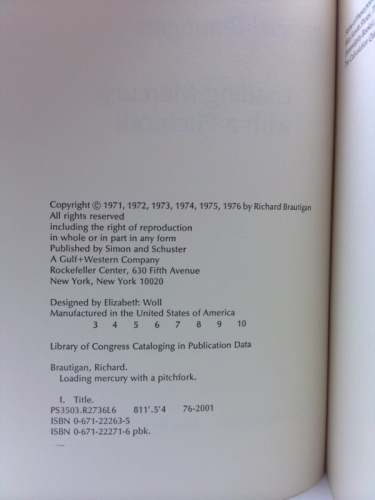 Copyright © 1971, 1972, 1973, 1974, 1975, 1976 by Richard Brautigan
All rights reserved
including the right of reproduction
in whole or in part in any form
Published by Simon and Schuster
A Gulf+Western Company
Rockefeller Center, 630 Fifth Avenue
New York, New York 10020
Designed by Elizabeth Woll
Manufactured in the United States of America
3 4 5 6 7 8 9 10
Library of Congress Cataloging in Publication Data
Brautigan, Richard.
Loading mercury with a pitchfork.
I. Title.
PS3503.R2736L6 811'.5'4 76-2001
ISBN 0-671-22263-5
ISBN 0-671-22271-6 pbk.